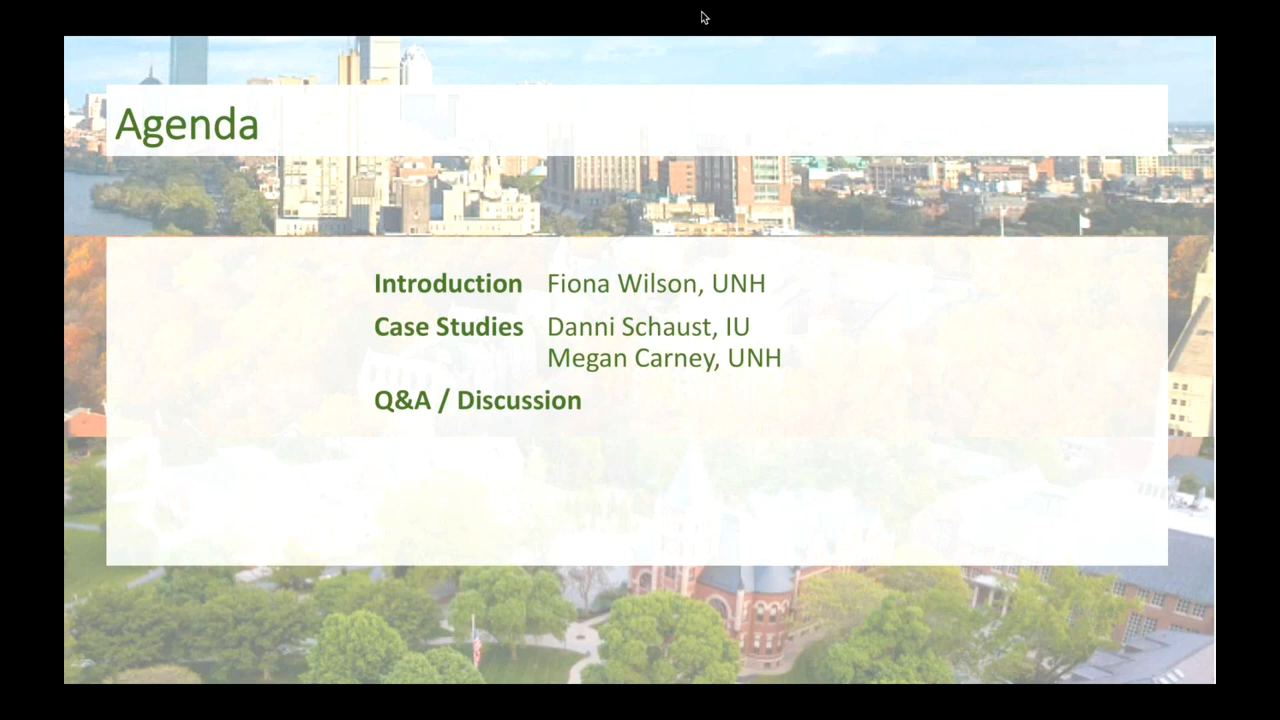 Agenda
Introduction Fiona Wilson, UNH
Case Studies Danni Schaust, IU
Megan Carney, UNH
Q&A / Discussion